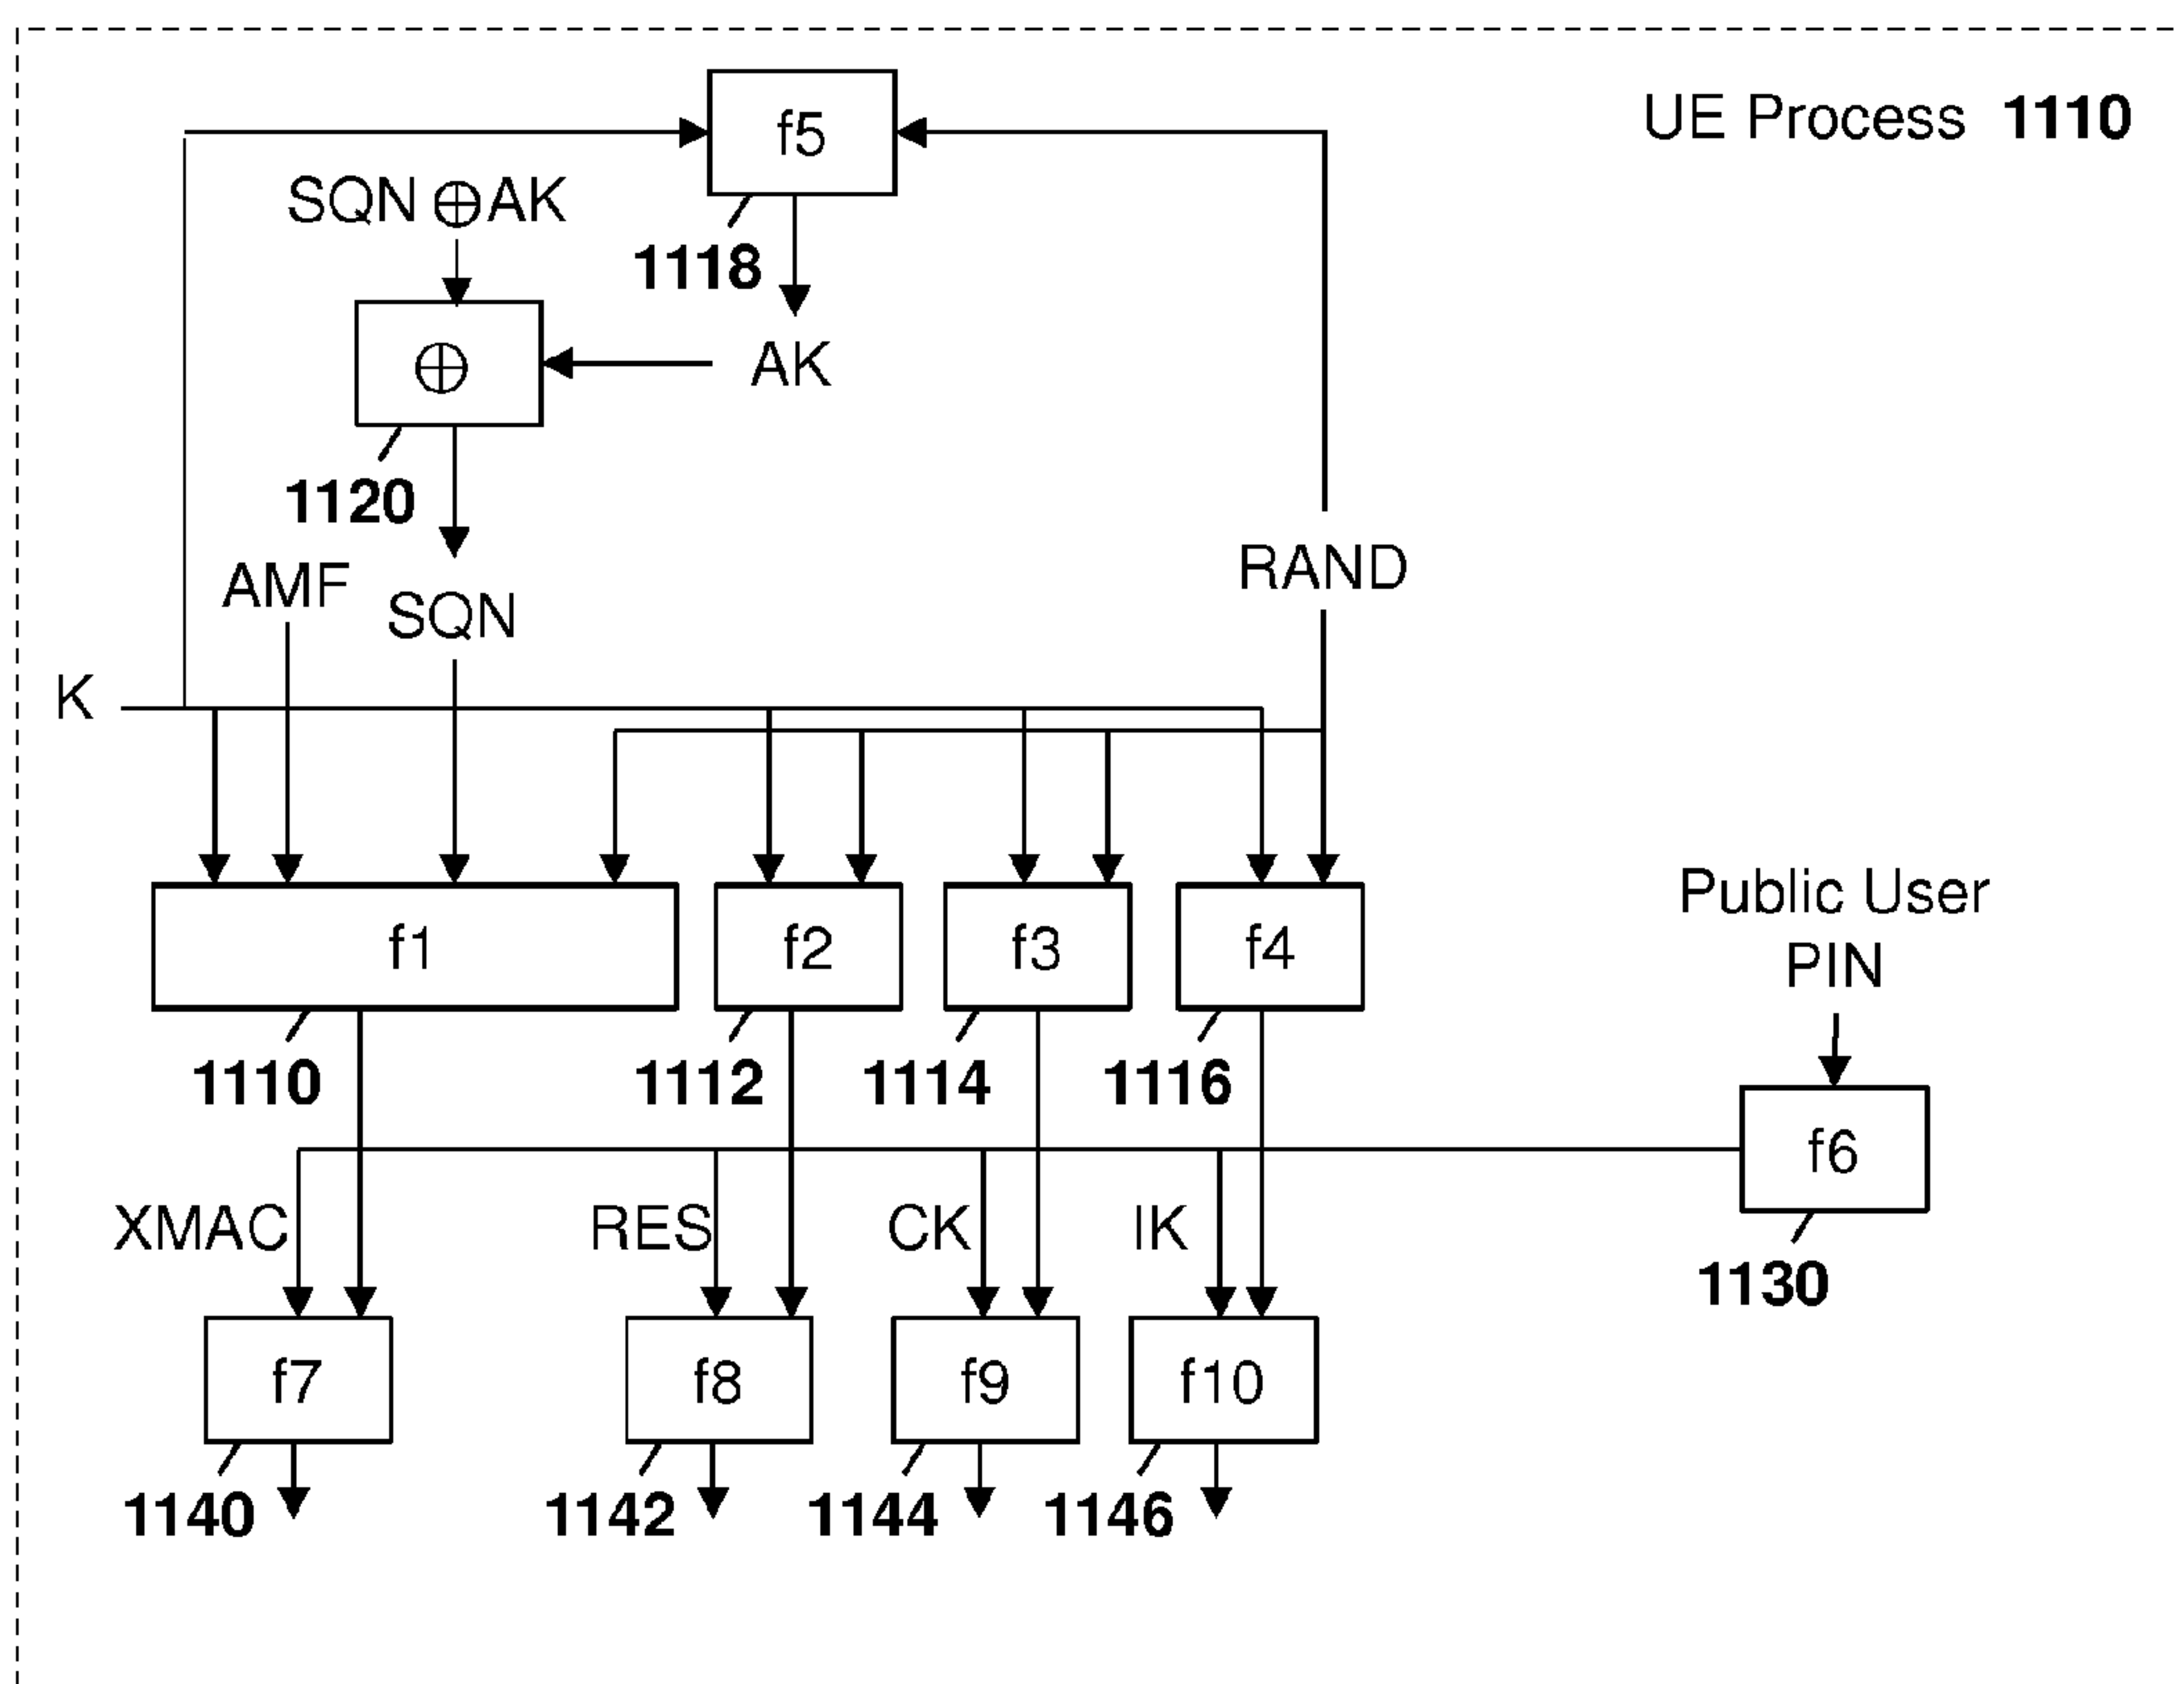 UE Process 1110
f5
SQN ⊕ AK
1118
⊕
AK
1120
RAND
AMF
SQN
K
Public User
PIN
f1
f2
f3
f4
1110
1112
1114
1116
f6
XMAC
RES
CK
IK
1130
f7
f8
f9
f10
1140
1142
1144
1146